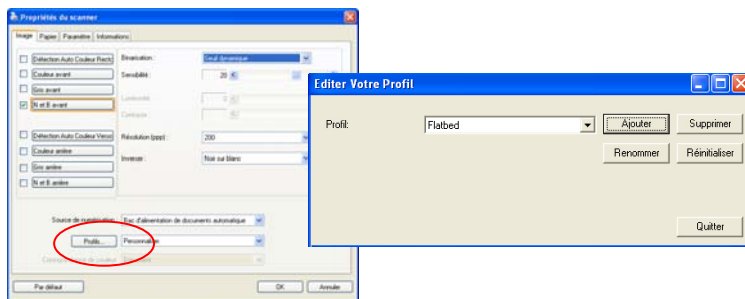 Propriétés du scanner
Image Papier Paramètre Informations
Détection Auto Couleur Recto
Binarisation :
Seuil dynamique
Couleur avant
Sensibilité :
20
Gris avant
Luminosité :
0
N et B avant
Contraste :
Détection Auto Couleur Verso
Résolution (ppp) :
200
Couleur arrière
Inverser :
Noir sur blanc
Gris arrière
N et B arrière
Source de numérisation :
Bac d'alimentation de documents automatique
Profils...
Personnaliser
Par défaut
OK
Annuler
Editer Votre Profil
Profil:
Flatbed
Ajouter
Supprimer
Renommer
Réinitialiser
Quitter